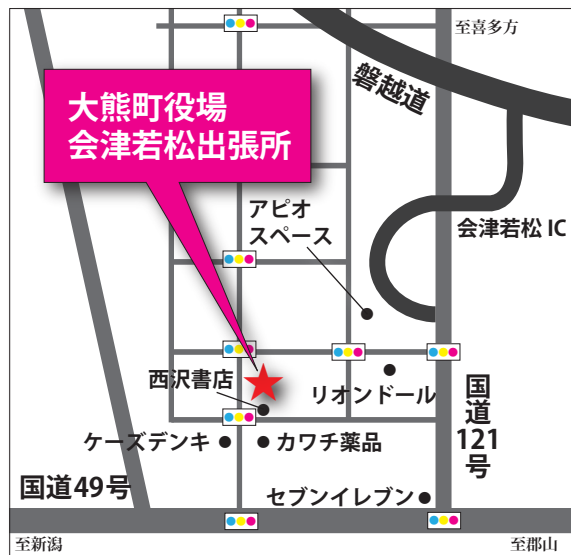 至喜多方
磐越道
大熊町役場
会津若松出張所
アピオ
スペース
会津若松 IC
西沢書店
リオンドール
国道121号
ケーズデンキ
カワチ薬品
国道49号
セブンイレブン
至新潟
至郡山